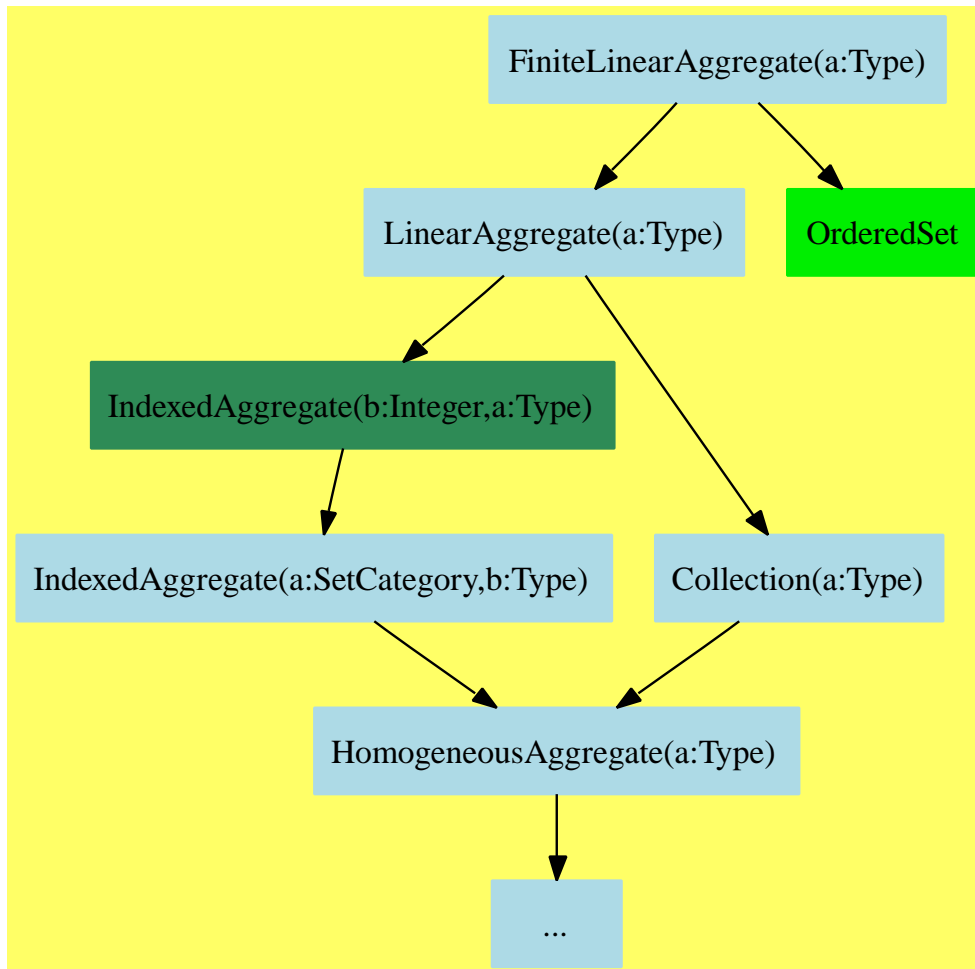 FiniteLinearAggregate(a:Type)
LinearAggregate(a:Type)
OrderedSet
IndexedAggregate(b:Integer,a:Type)
IndexedAggregate(a:SetCategory,b:Type)
Collection(a:Type)
HomogeneousAggregate(a:Type)
...